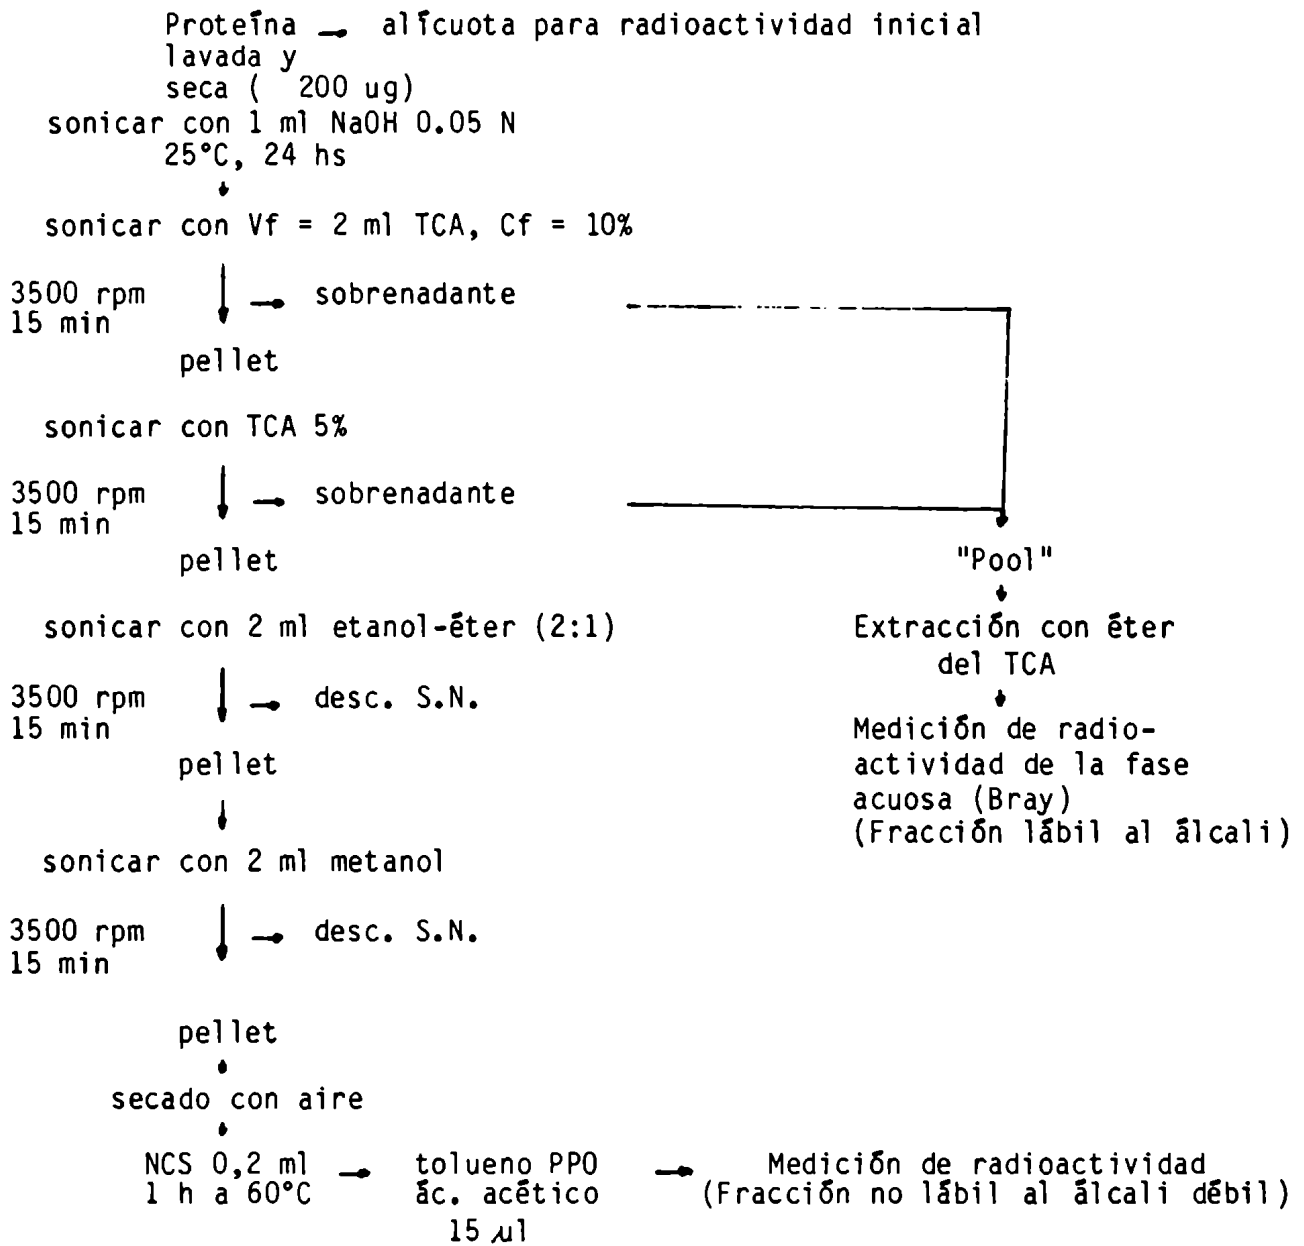 Proteína → alícuota para radioactividad inicial
lavada y
seca ( 200 ug)
sonicar con 1 ml NaOH 0.05 N
25°C, 24 hs
sonicar con Vf = 2 ml TCA, Cf = 10%
3500 rpm → sobrenadante
15 min
pellet
sonicar con TCA 5%
3500 rpm → sobrenadante
15 min
pellet
"Pool"
sonicar con 2 ml etanol-éter (2:1)
Extracción con éter
del TCA
3500 rpm → desc. S.N.
15 min
pellet
Medición de radio-
actividad de la fase
acuosa (Bray)
(Fracción lábil al álcali)
sonicar con 2 ml metanol
3500 rpm → desc. S.N.
15 min
pellet
secado con aire
NCS 0,2 ml → tolueno PPO → Medición de radioactividad
1 h a 60°C ác. acético (Fracción no lábil al álcali débil)
15 µl